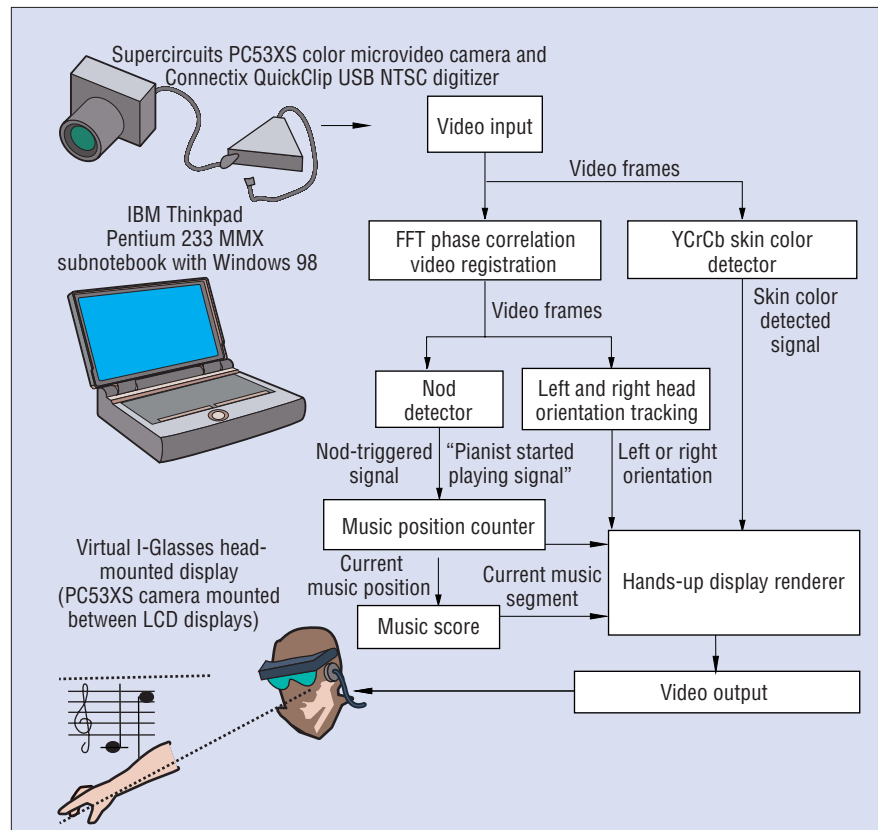 Supercircuits PC53XS color microvideo camera and
Connectix QuickClip USB NTSC digitizer
Video input
Video frames
IBM Thinkpad
Pentium 233 MMX
subnotebook with Windows 98
FFT phase correlation
video registration
YCrCb skin color
detector
Video frames
Skin color
detected
signal
Nod
detector
Left and right head
orientation tracking
Nod-triggered
signal
“Pianist started
playing signal”
Left or right
orientation
Music position counter
Virtual I-Glasses head-
mounted display
(PC53XS camera mounted
between LCD displays)
Current
music position
Current music
segment
Hands-up display renderer
Music score
Video output